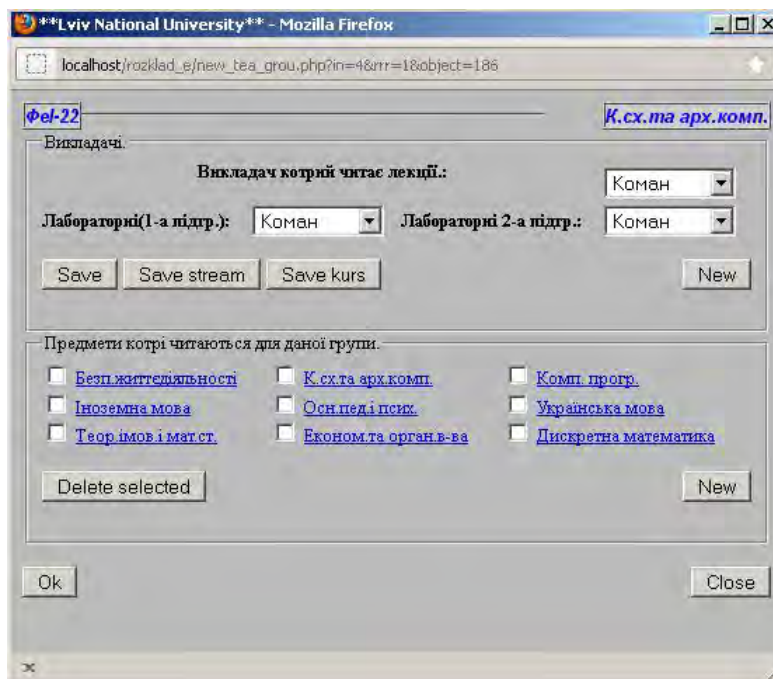 **Lviv National University** - Mozilla Firefox
localhost/rozklad_e/new_tea_grou.php?in=4&rrr=1&object=186
ФеІ-22 К.сх.та арх.комп.
Викладачі.
Викладач котрий читає лекції.: Коман
Лабораторні(1-а підгр.): Коман Лабораторні 2-а підгр.: Коман
Save Save stream Save kurs New
Предмети котрі читаються для даної групи.
Безп.життєдіяльності К.сх.та арх.комп. Комп. прогр.
Іноземна мова Осн.пед.і псих. Українська мова
Теор.імов.і мат.ст. Економ.та орган.в-ва Дискретна математика
Delete selected New
Ok Close